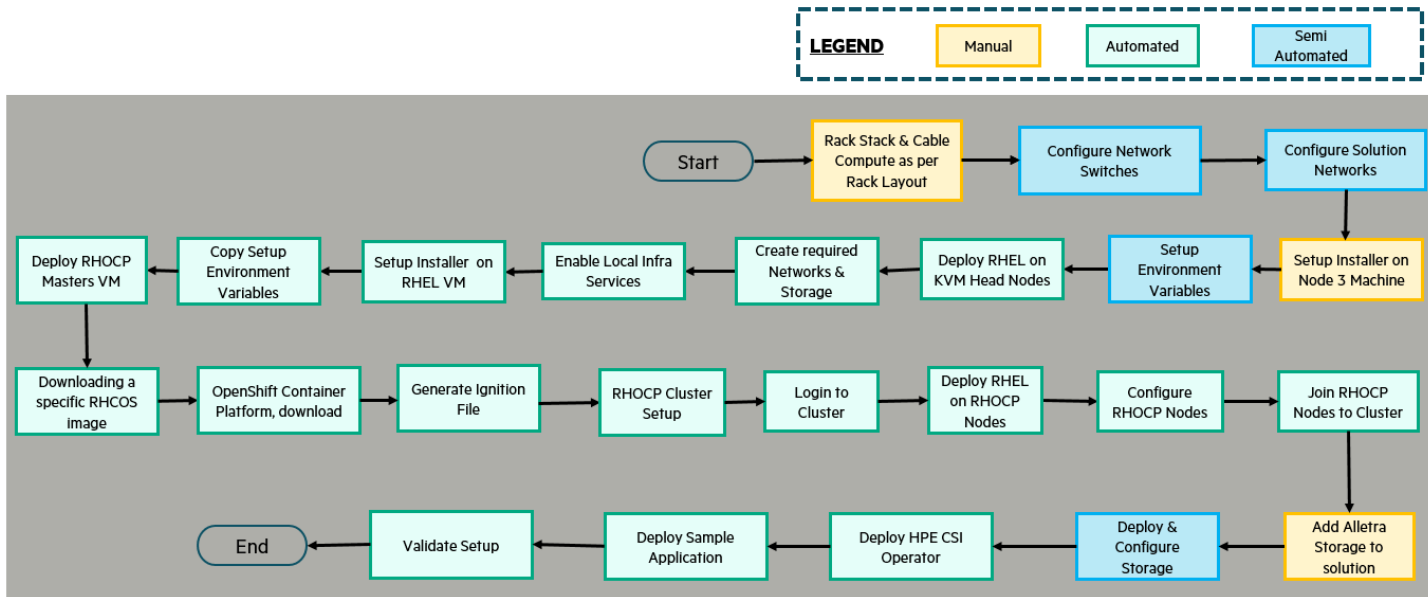 LEGEND
Manual
Automated
Semi
Automated
Start
Rack Stack & Cable
Compute as per
Rack Layout
Configure Network
Switches
Configure Solution
Networks
Deploy RHOCP
Masters VM
Copy Setup
Environment
Variables
Setup Installer on
RHEL VM
Enable Local Infra
Services
Create required
Networks &
Storage
Deploy RHEL on
KVM Head Nodes
Setup
Environment
Variables
Setup Installer on
Node 3 Machine
Downloading a
specific RHCOS
image
OpenShift Container
Platform, download
Generate Ignition
File
RHOCP Cluster
Setup
Login to
Cluster
Deploy RHEL
on RHOCP
Nodes
Configure
RHOCP Nodes
Join RHOCP
Nodes to Cluster
End
Validate Setup
Deploy Sample
Application
Deploy HPE CSI
Operator
Deploy &
Configure
Storage
Add Alletra
Storage to
solution